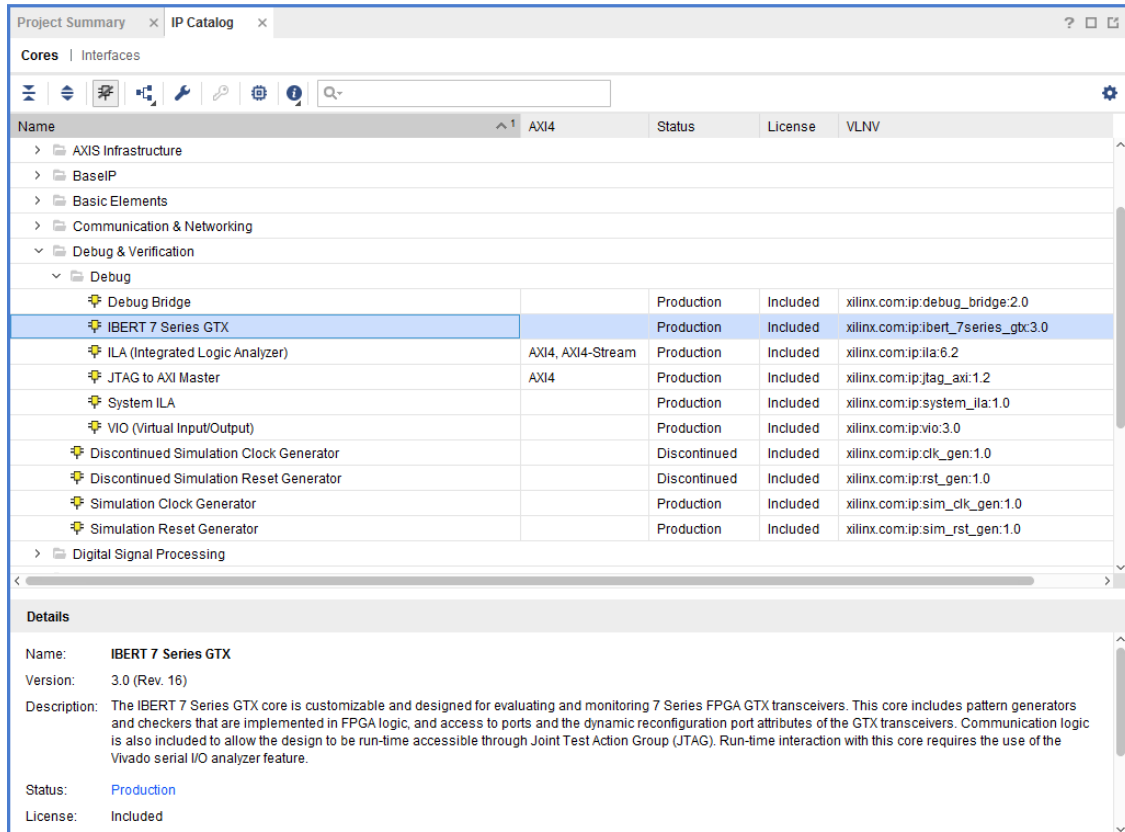 Project Summary × IP Catalog × ?
Cores | Interfaces
Name 1 AXI4 Status License VLNV
AXIS Infrastructure
BaseIP
Basic Elements
Communication & Networking
Debug & Verification
Debug
Debug Bridge Production Included xilinx.com:ip:debug_bridge:2.0
IBERT 7 Series GTX Production Included xilinx.com:ip:ibert_7series_gtx:3.0
ILA (Integrated Logic Analyzer) AXI4, AXI4-Stream Production Included xilinx.com:ip:ila:6.2
JTAG to AXI Master AXI4 Production Included xilinx.com:ip:jtag_axi:1.2
System ILA Production Included xilinx.com:ip:system_ila:1.0
VIO (Virtual Input/Output) Production Included xilinx.com:ip:vio:3.0
Discontinued Simulation Clock Generator Discontinued Included xilinx.com:ip:clk_gen:1.0
Discontinued Simulation Reset Generator Discontinued Included xilinx.com:ip:rst_gen:1.0
Simulation Clock Generator Production Included xilinx.com:ip:sim_clk_gen:1.0
Simulation Reset Generator Production Included xilinx.com:ip:sim_rst_gen:1.0
Digital Signal Processing
Details
Name: IBERT 7 Series GTX
Version: 3.0 (Rev. 16)
Description: The IBERT 7 Series GTX core is customizable and designed for evaluating and monitoring 7 Series FPGA GTX transceivers. This core includes pattern generators
and checkers that are implemented in FPGA logic, and access to ports and the dynamic reconfiguration port attributes of the GTX transceivers. Communication logic
is also included to allow the design to be run-time accessible through Joint Test Action Group (JTAG). Run-time interaction with this core requires the use of the
Vivado serial I/O analyzer feature.
Status: Production
License: Included